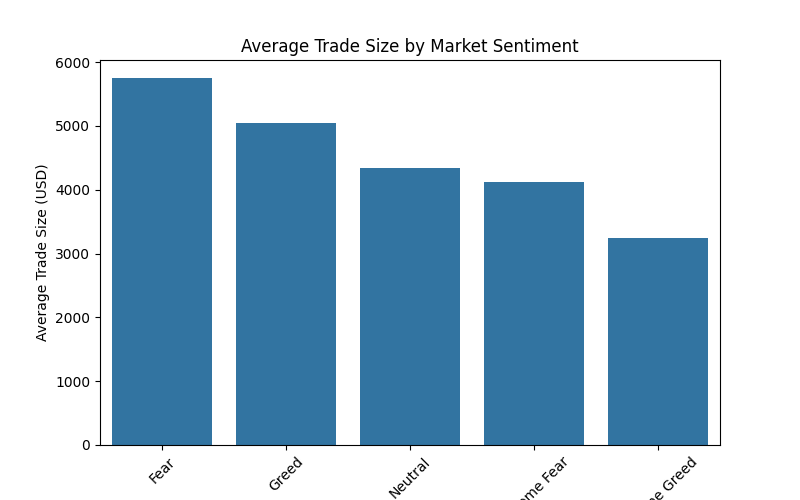 Average Trade Size by Market Sentiment
Average Trade Size (USD)
6000
5000
4000
3000
2000
1000
0
Fear
Greed
Neutral
Fear
Greed